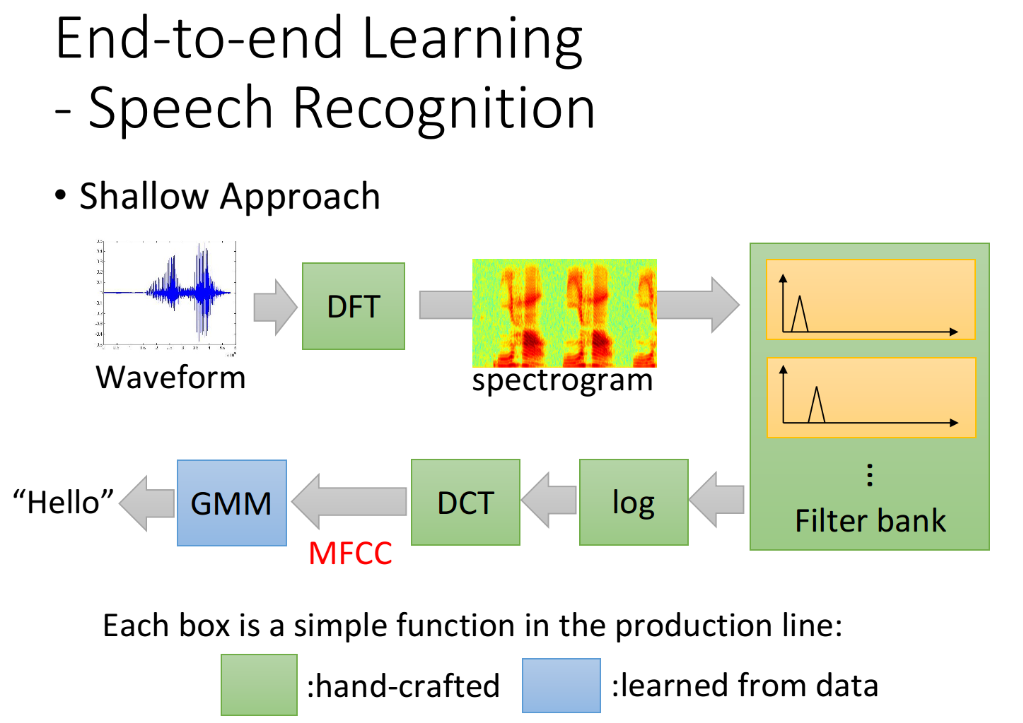 End-to-end Learning
- Speech Recognition
• Shallow Approach
Waveform
DFT
spectrogram
Filter bank
log
DCT
MFCC
GMM
“Hello”
Each box is a simple function in the production line:
:hand-crafted
:learned from data